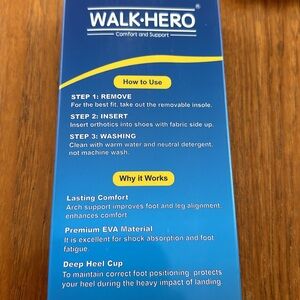 WALK·HERO®
Comfort and Support
How to Use
STEP 1: REMOVE
For the best fit, take out the removable insole.
STEP 2: INSERT
Insert orthotics into shoes with fabric side up.
STEP 3: WASHING
Clean with warm water and neutral detergent,
not machine wash.
Why it Works
Lasting Comfort
Arch support improves foot and leg alignment,
enhances comfort
Premium EVA Material
It is excellent for shock absorption and foot
fatigue.
Deep Heel Cup
To maintain correct foot positioning, protects
your heel during the heavy impact of landing.